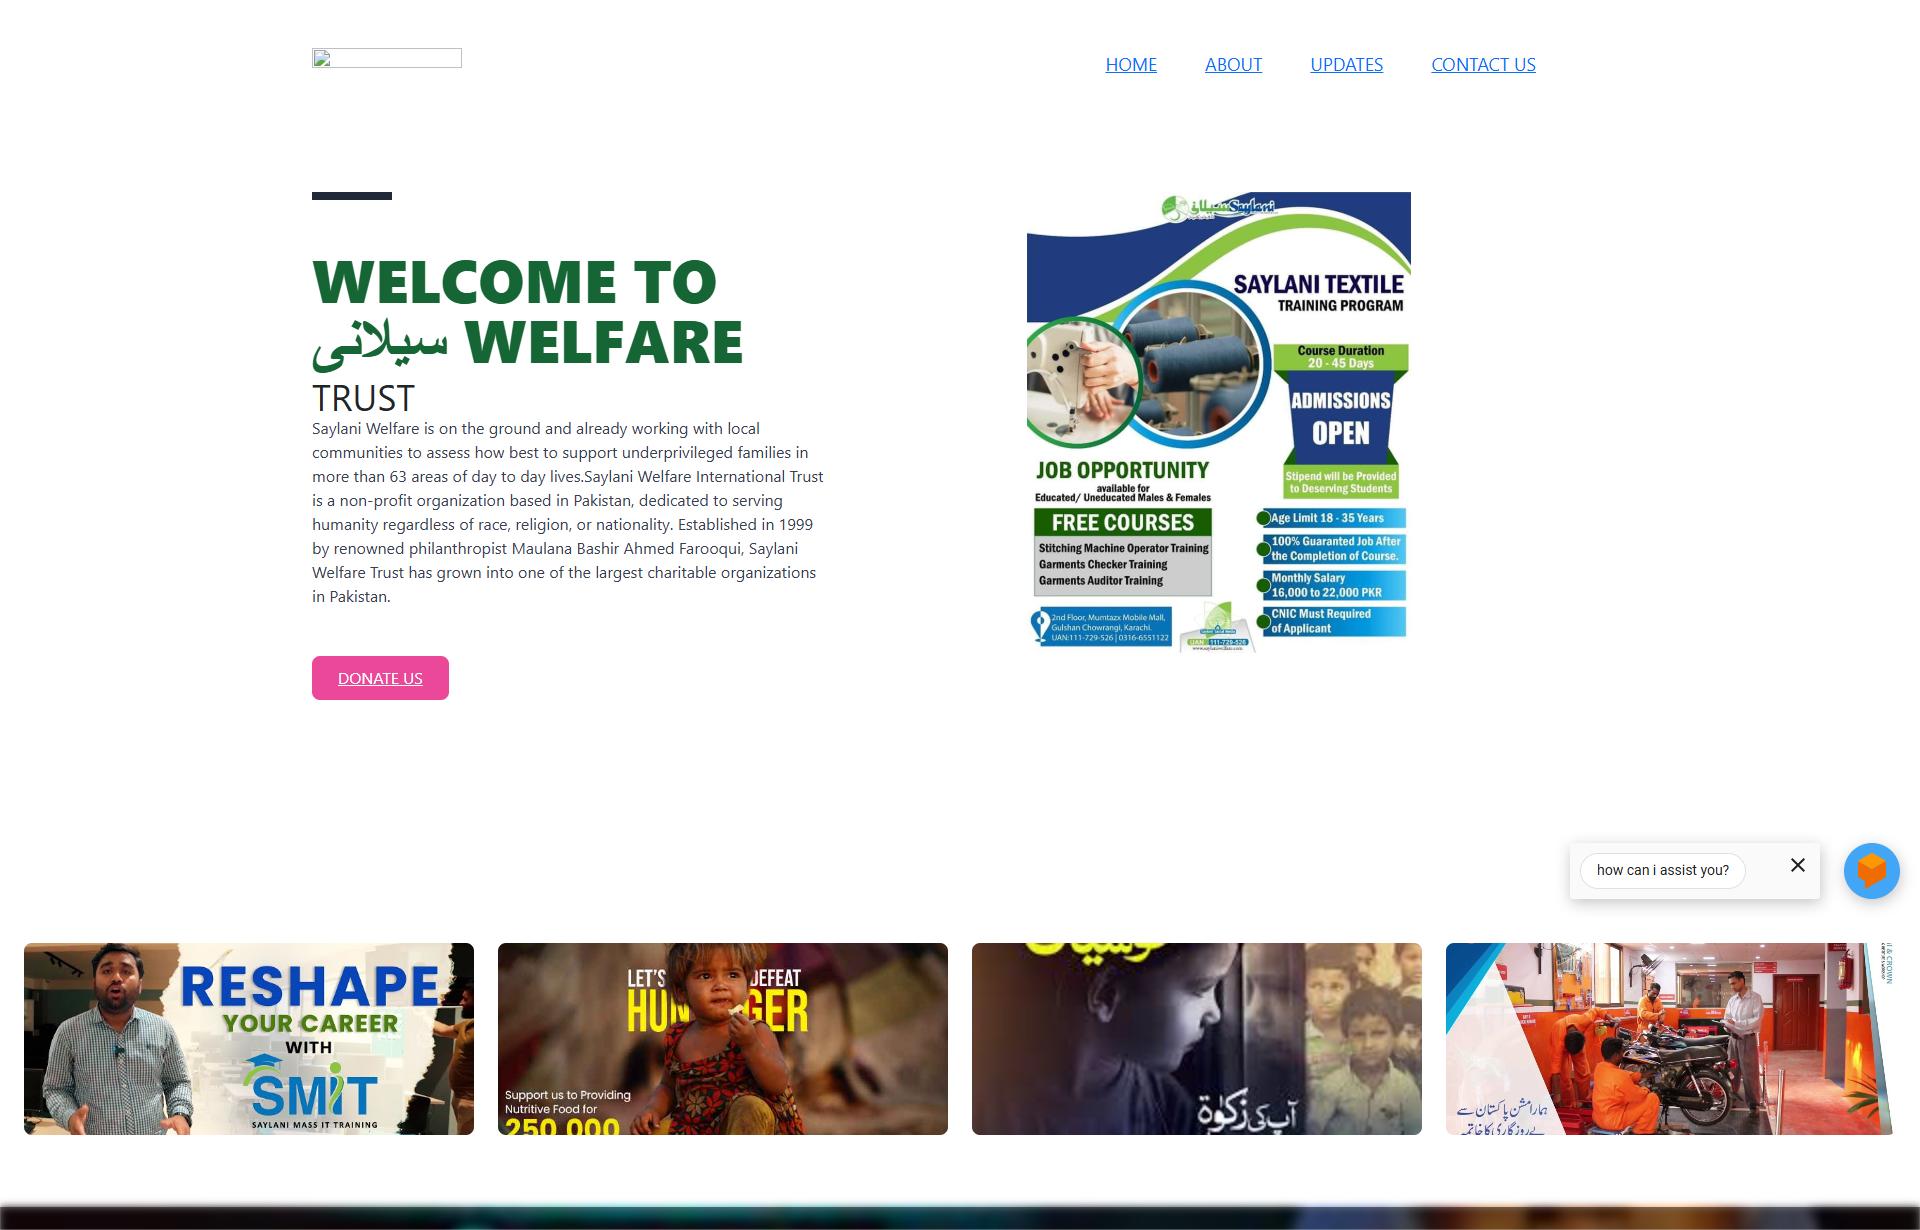 HOME ABOUT UPDATES CONTACT US
WELCOME TO
سیلانی WELFARE
TRUST
Saylani Welfare is on the ground and already working with local
communities to assess how best to support underprivileged families in
more than 63 areas of day to day lives.Saylani Welfare International Trust
is a non-profit organization based in Pakistan, dedicated to serving
humanity regardless of race, religion, or nationality. Established in 1999
by renowned philanthropist Maulana Bashir Ahmed Farooqui, Saylani
Welfare Trust has grown into one of the largest charitable organizations
in Pakistan.
DONATE US
سیلانی Saylani
SAYLANI TEXTILE
TRAINING PROGRAM
Course Duration
20 - 45 Days
ADMISSIONS
OPEN
Stipend will be Provided
to Deserving Students
JOB OPPORTUNITY
available for
Educated/ Uneducated Males & Females
FREE COURSES
Stitching Machine Operator Training
Garments Checker Training
Garments Auditor Training
Age Limit 18 - 35 Years
100% Guaranted Job After
the Completion of Course.
Monthly Salary
16,000 to 22,000 PKR
CNIC Must Required
of Applicant
2nd Floor, Mumtazx Mobile Mall,
Gulshan Chowrangi, Karachi.
UAN:111-729-526 | 0316-6551122
UAN 111-729-526
www.saylaniwelfare.com
how can i assist you?
RESHAPE
YOUR CAREER
WITH
SMIT
SAYLANI MASS IT TRAINING
LET'S DEFEAT
HUNGER
Support us to Providing
Nutritive Food for
250,000
آپ کی زکوٰۃ
ہمارا مشن پاکستان سے
بے روزگاری کا خاتمہ